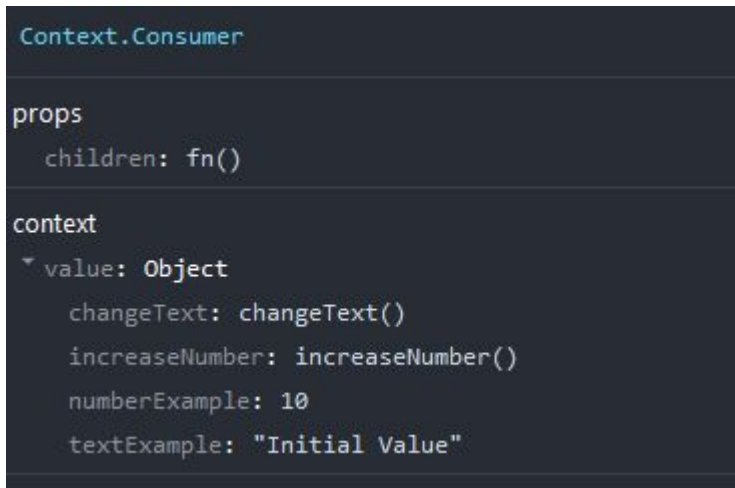 Context.Consumer
props
children: fn()
context
value: Object
changeText: changeText()
increaseNumber: increaseNumber()
numberExample: 10
textExample: "Initial Value"